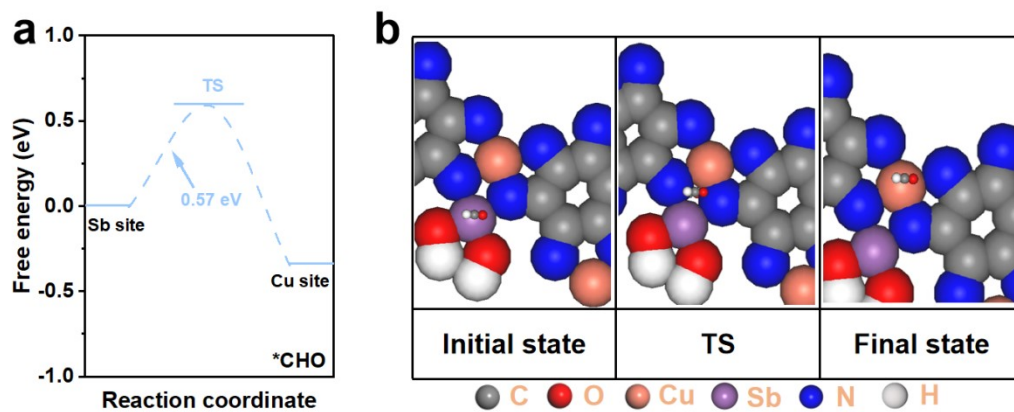 a
Free energy (eV)
1.0
0.5
0.0
-0.5
-1.0
TS
0.57 eV
Sb site
Cu site
*CHO
Reaction coordinate
b
Initial state
TS
Final state
C O Cu Sb N H